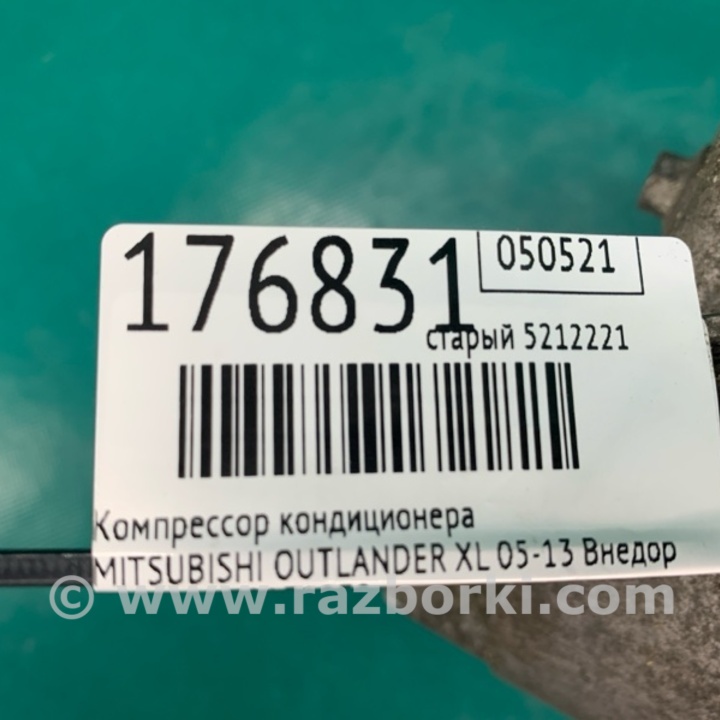 176831
050521
старый 5212221
Компрессор кондиционера
MITSUBISHI OUTLANDER XL 05-13 Внедор
© www.razborki.com